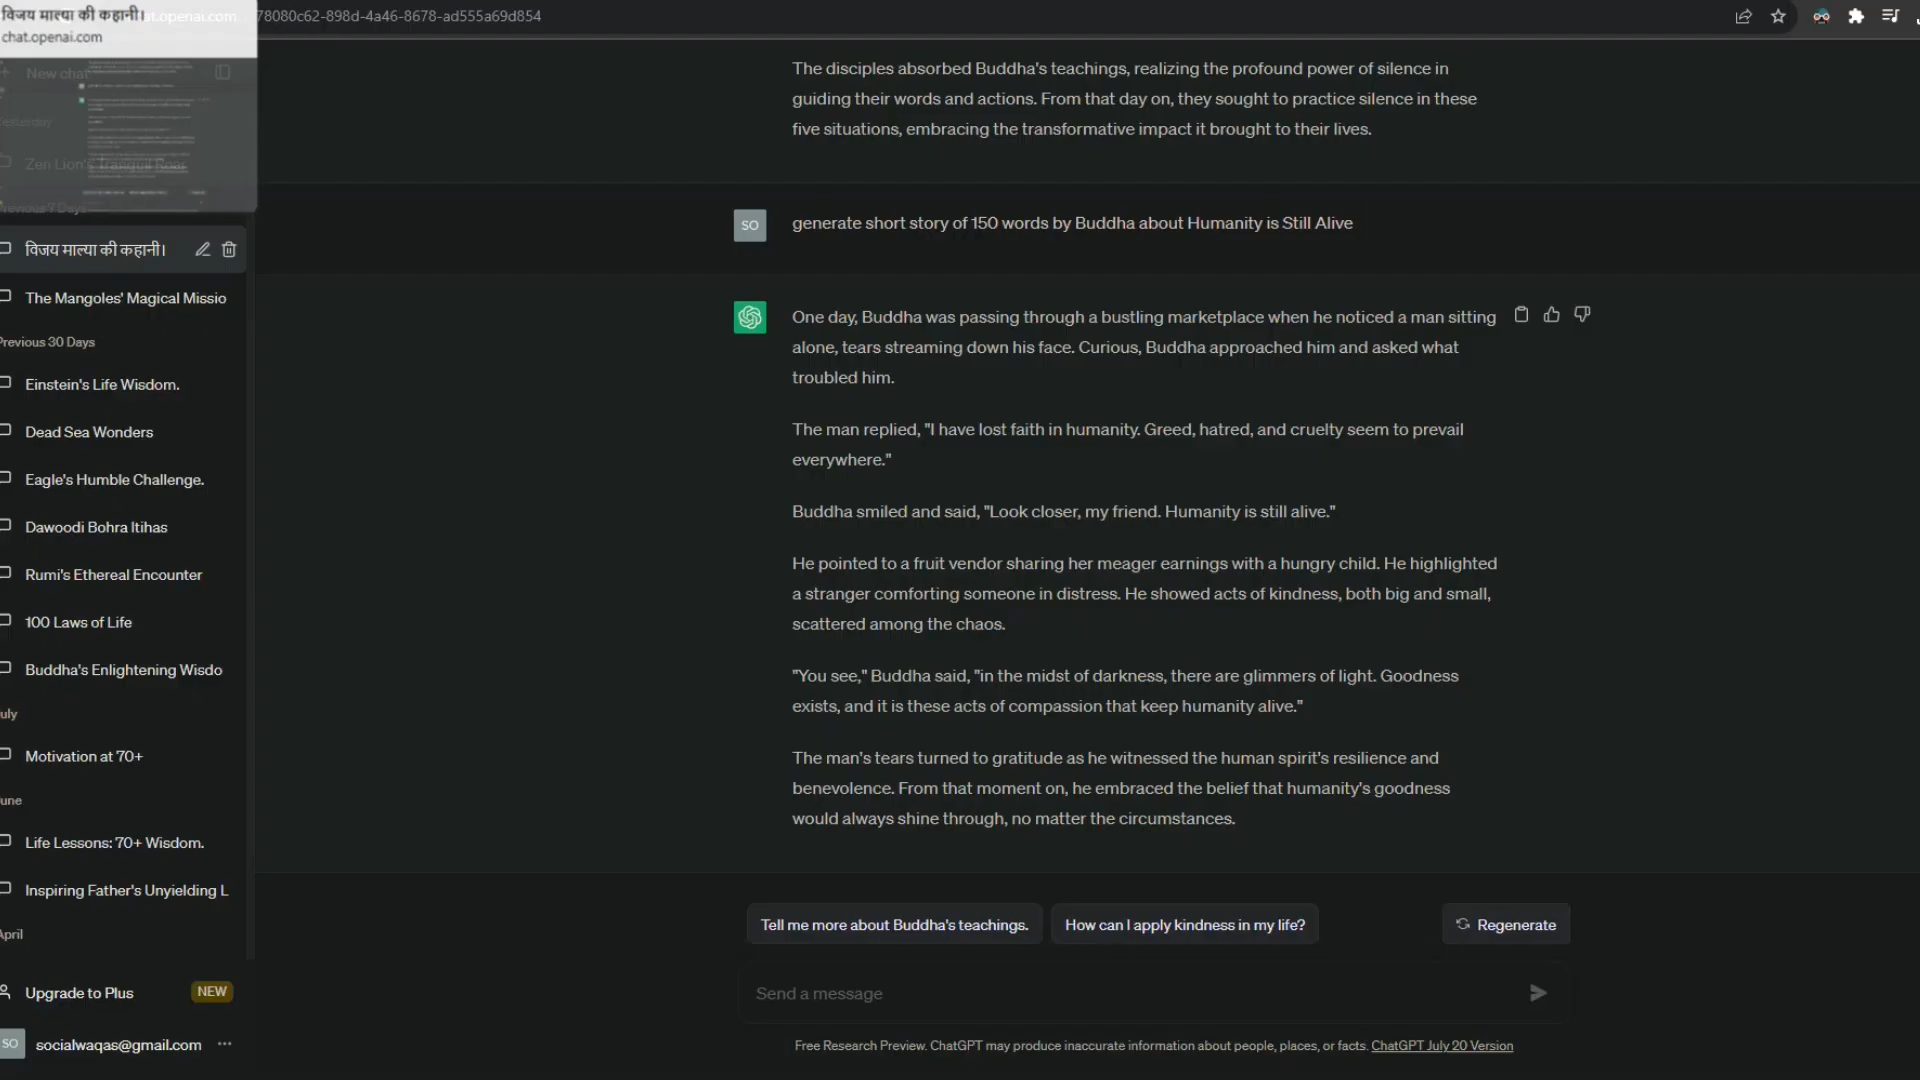 विजय माल्या की कहानी।
chat.openai.com
st.openai.com
78080c62-898d-4a46-8678-ad555a69d854
New chat
Yesterday
Zen Lion's Tranquil Roar
Previous 7 Days
विजय माल्या की कहानी।
The Mangoles' Magical Missio
Previous 30 Days
Einstein's Life Wisdom.
Dead Sea Wonders
Eagle's Humble Challenge.
Dawoodi Bohra Itihas
Rumi's Ethereal Encounter
100 Laws of Life
Buddha's Enlightening Wisdo
uly
Motivation at 70+
une
Life Lessons: 70+ Wisdom.
Inspiring Father's Unyielding L
April
Upgrade to Plus
NEW
SO
socialwaqas@gmail.com
The disciples absorbed Buddha's teachings, realizing the profound power of silence in
guiding their words and actions. From that day on, they sought to practice silence in these
five situations, embracing the transformative impact it brought to their lives.
SO
generate short story of 150 words by Buddha about Humanity is Still Alive
One day, Buddha was passing through a bustling marketplace when he noticed a man sitting
alone, tears streaming down his face. Curious, Buddha approached him and asked what
troubled him.
The man replied, "I have lost faith in humanity. Greed, hatred, and cruelty seem to prevail
everywhere."
Buddha smiled and said, "Look closer, my friend. Humanity is still alive."
He pointed to a fruit vendor sharing her meager earnings with a hungry child. He highlighted
a stranger comforting someone in distress. He showed acts of kindness, both big and small,
scattered among the chaos.
"You see," Buddha said, "in the midst of darkness, there are glimmers of light. Goodness
exists, and it is these acts of compassion that keep humanity alive."
The man's tears turned to gratitude as he witnessed the human spirit's resilience and
benevolence. From that moment on, he embraced the belief that humanity's goodness
would always shine through, no matter the circumstances.
Tell me more about Buddha's teachings.
How can I apply kindness in my life?
Regenerate
Send a message
Free Research Preview. ChatGPT may produce inaccurate information about people, places, or facts. ChatGPT July 20 Version